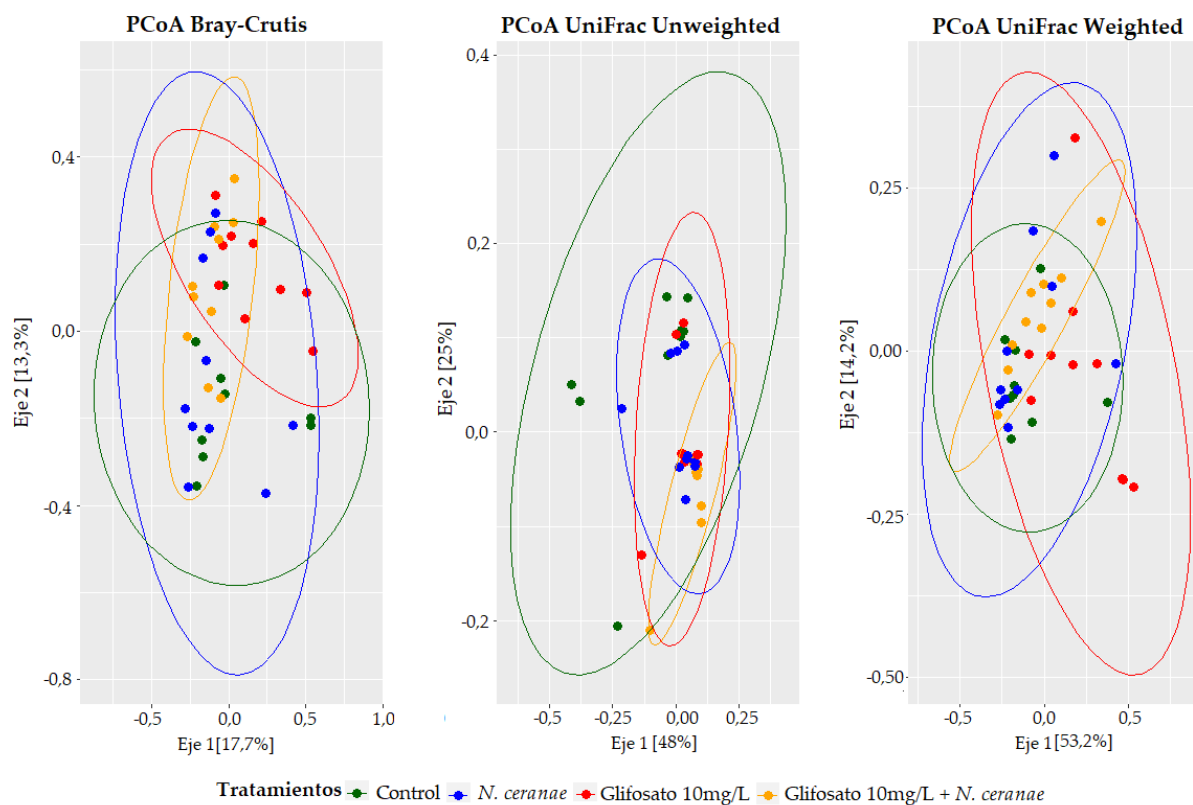 PCoA Bray-Crutis
PCoA UniFrac Unweighted
PCoA UniFrac Weighted
Eje 2 [13,3%]
0,4
0,0
-0,4
-0,8
-0,5
0,0
0,5
1,0
Eje 1[17,7%]
Eje 2 [25%]
0,4
0,2
0,0
-0,2
-0,5
0,00
0,25
Eje 1 [48%]
Eje 2 [14,2%]
0,25
0,00
-0,25
-0,50
-0,5
0,0
0,5
Eje 1[53,2%]
Tratamientos Control N. ceranae Glifosato 10mg/L Glifosato 10mg/L + N. ceranae